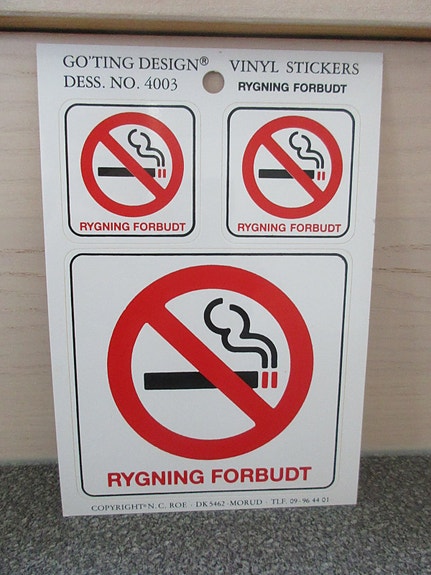 GO'TING DESIGN® VINYL STICKERS
DESS. NO. 4003 RYGNING FORBUDT
RYGNING FORBUDT RYGNING FORBUDT
RYGNING FORBUDT
COPYRIGHT® N. C. ROE · DK 5462 - MORUD · TLF. 09 - 96 44 01